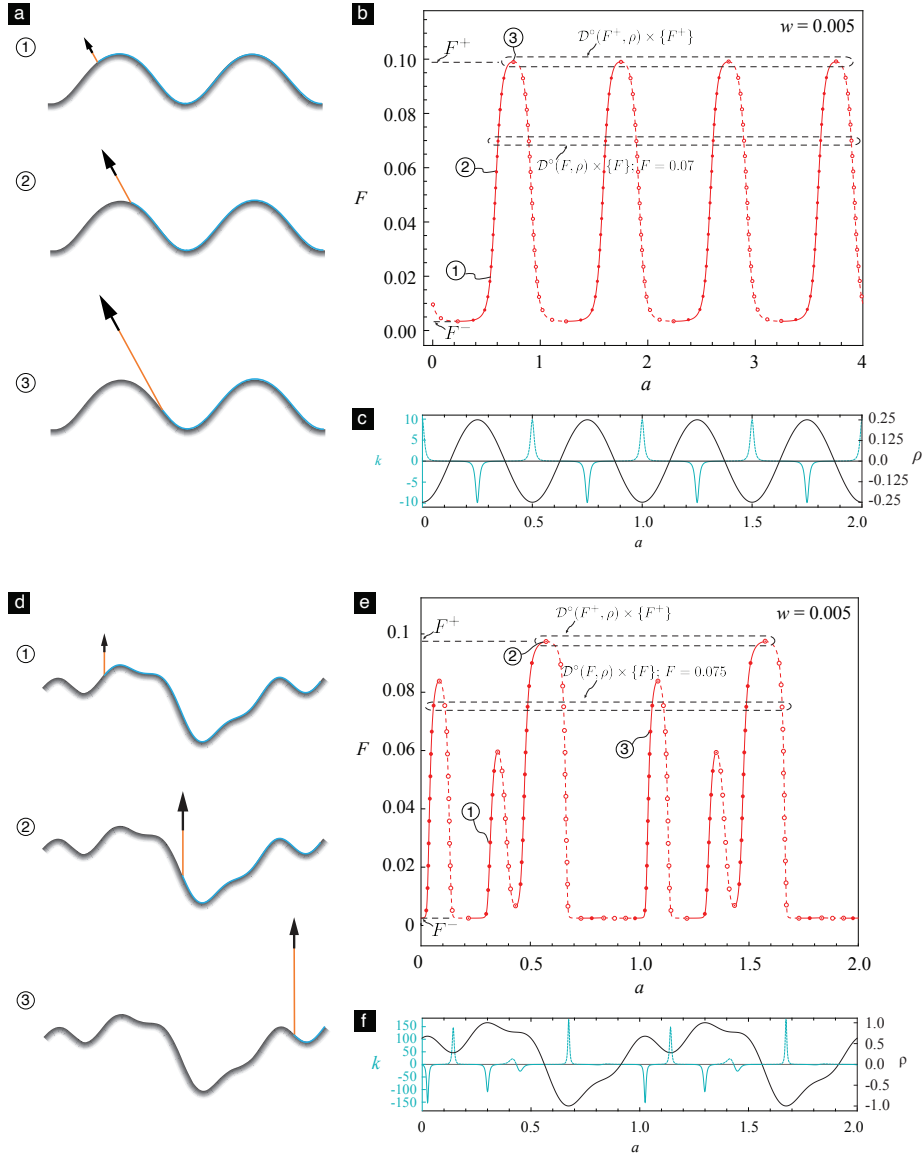 a
①
②
③
b
w = 0.005
F⁺
③
𝒟°(F⁺, ρ) × {F⁺}
0.10
0.08
②
𝒟°(F, ρ) × {F}; F = 0.07
0.06
F
0.04
①
0.02
0.00
F⁻
0 1 2 3 4
a
c
10 5 0 -5 -10
k
0.25 0.125 0.0 -0.125 -0.25
ρ
0 0.5 1.0 1.5 2.0
a
d
①
②
③
e
w = 0.005
F⁺
𝒟°(F⁺, ρ) × {F⁺}
0.1
②
𝒟°(F, ρ) × {F}; F = 0.075
0.08
③
F
0.06
①
0.04
0.02
0
F⁻
0 0.5 1.0 1.5 2.0
a
f
150 100 50 0 -50 -100 -150
k
1.0 0.5 0.0 -0.5 -1.0
ρ
0 0.5 1.0 1.5 2.0
a